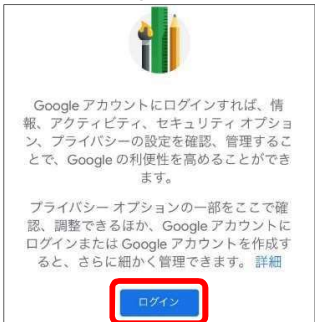 Google アカウントにログインすれば、情
報、アクティビティ、セキュリティ オプショ
ン、プライバシーの設定を確認、管理するこ
とで、Google の利便性を高めることができ
ます。
プライバシー オプションの一部をここで確
認、調整できるほか、Google アカウントに
ログインまたは Google アカウントを作成す
ると、さらに細かく管理できます。 詳細
ログイン